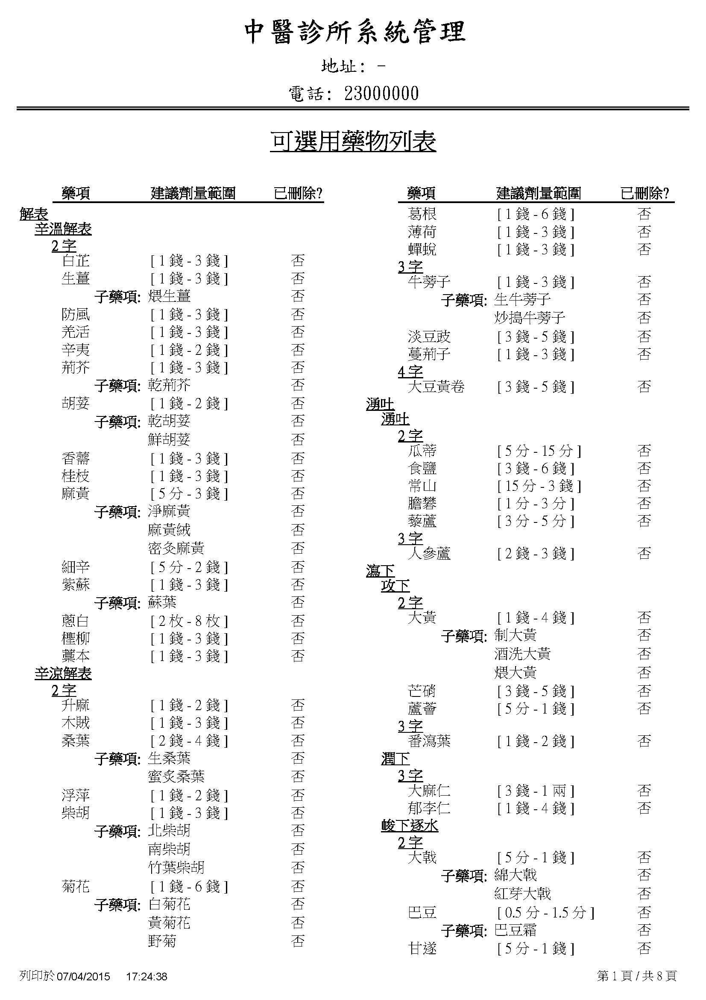 中醫診所系統管理
地址: -
電話: 23000000
可選用藥物列表
藥項 建議劑量範圍 已刪除?
解表
辛溫解表
2 字
白芷 [ 1 錢 - 3 錢 ] 否
生薑 [ 1 錢 - 3 錢 ] 否
子藥項: 煨生薑 否
防風 [ 1 錢 - 3 錢 ] 否
羌活 [ 1 錢 - 3 錢 ] 否
辛夷 [ 1 錢 - 2 錢 ] 否
荊芥 [ 1 錢 - 3 錢 ] 否
子藥項: 乾荊芥 否
胡荽 [ 1 錢 - 2 錢 ] 否
子藥項: 乾胡荽 否
鮮胡荽 否
香薷 [ 1 錢 - 3 錢 ] 否
桂枝 [ 1 錢 - 3 錢 ] 否
麻黃 [ 5 分 - 3 錢 ] 否
子藥項: 淨麻黃 否
麻黃絨 否
密灸麻黃 否
細辛 [ 5 分 - 2 錢 ] 否
紫蘇 [ 1 錢 - 3 錢 ] 否
子藥項: 蘇葉 否
蔥白 [ 2 枚 - 8 枚 ] 否
檉柳 [ 1 錢 - 3 錢 ] 否
藁本 [ 1 錢 - 3 錢 ] 否
辛涼解表
2 字
升麻 [ 1 錢 - 2 錢 ] 否
木賊 [ 1 錢 - 3 錢 ] 否
桑葉 [ 2 錢 - 4 錢 ] 否
子藥項: 生桑葉 否
蜜炙桑葉 否
浮萍 [ 1 錢 - 2 錢 ] 否
柴胡 [ 1 錢 - 3 錢 ] 否
子藥項: 北柴胡 否
南柴胡 否
竹葉柴胡 否
菊花 [ 1 錢 - 6 錢 ] 否
子藥項: 白菊花 否
黃菊花 否
野菊 否
藥項 建議劑量範圍 已刪除?
葛根 [ 1 錢 - 6 錢 ] 否
薄荷 [ 1 錢 - 3 錢 ] 否
蟬蛻 [ 1 錢 - 3 錢 ] 否
3 字
牛蒡子 [ 1 錢 - 3 錢 ] 否
子藥項: 生牛蒡子 否
炒搗牛蒡子 否
淡豆豉 [ 3 錢 - 5 錢 ] 否
蔓荊子 [ 1 錢 - 3 錢 ] 否
4 字
大豆黃卷 [ 3 錢 - 5 錢 ] 否
湧吐
湧吐
2 字
瓜蒂 [ 5 分 - 15 分 ] 否
食鹽 [ 3 錢 - 6 錢 ] 否
常山 [ 15 分 - 3 錢 ] 否
膽礬 [ 1 分 - 3 分 ] 否
藜蘆 [ 3 分 - 5 分 ] 否
3 字
人參蘆 [ 2 錢 - 3 錢 ] 否
瀉下
攻下
2 字
大黃 [ 1 錢 - 4 錢 ] 否
子藥項: 制大黃 否
酒洗大黃 否
煨大黃 否
芒硝 [ 3 錢 - 5 錢 ] 否
蘆薈 [ 5 分 - 1 錢 ] 否
3 字
番瀉葉 [ 1 錢 - 2 錢 ] 否
潤下
3 字
大麻仁 [ 3 錢 - 1 兩 ] 否
郁李仁 [ 1 錢 - 4 錢 ] 否
峻下逐水
2 字
大戟 [ 5 分 - 1 錢 ] 否
子藥項: 綿大戟 否
紅芽大戟 否
巴豆 [ 0.5 分 - 1.5 分 ] 否
子藥項: 巴豆霜 否
甘遂 [ 5 分 - 1 錢 ] 否
列印於 07/04/2015 17:24:38
第 1 頁 / 共 8 頁